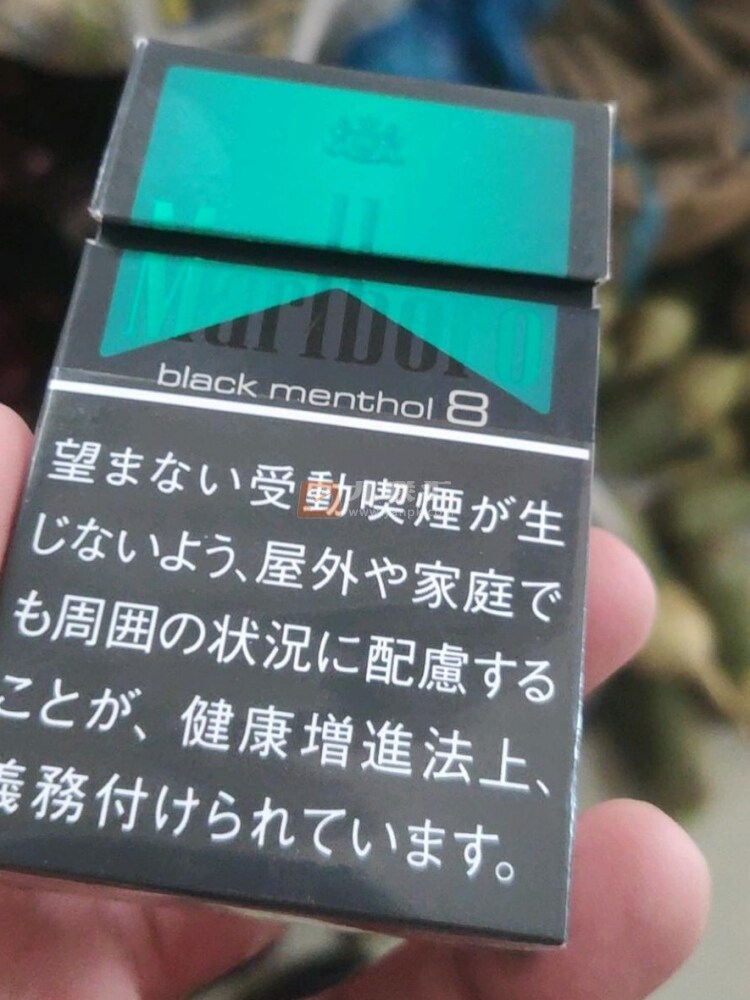 Marlboro
black menthol 8
望まない受動喫煙が生
じないよう、屋外や家庭で
も周囲の状況に配慮する
ことが、健康増進法上、
義務付けられています。